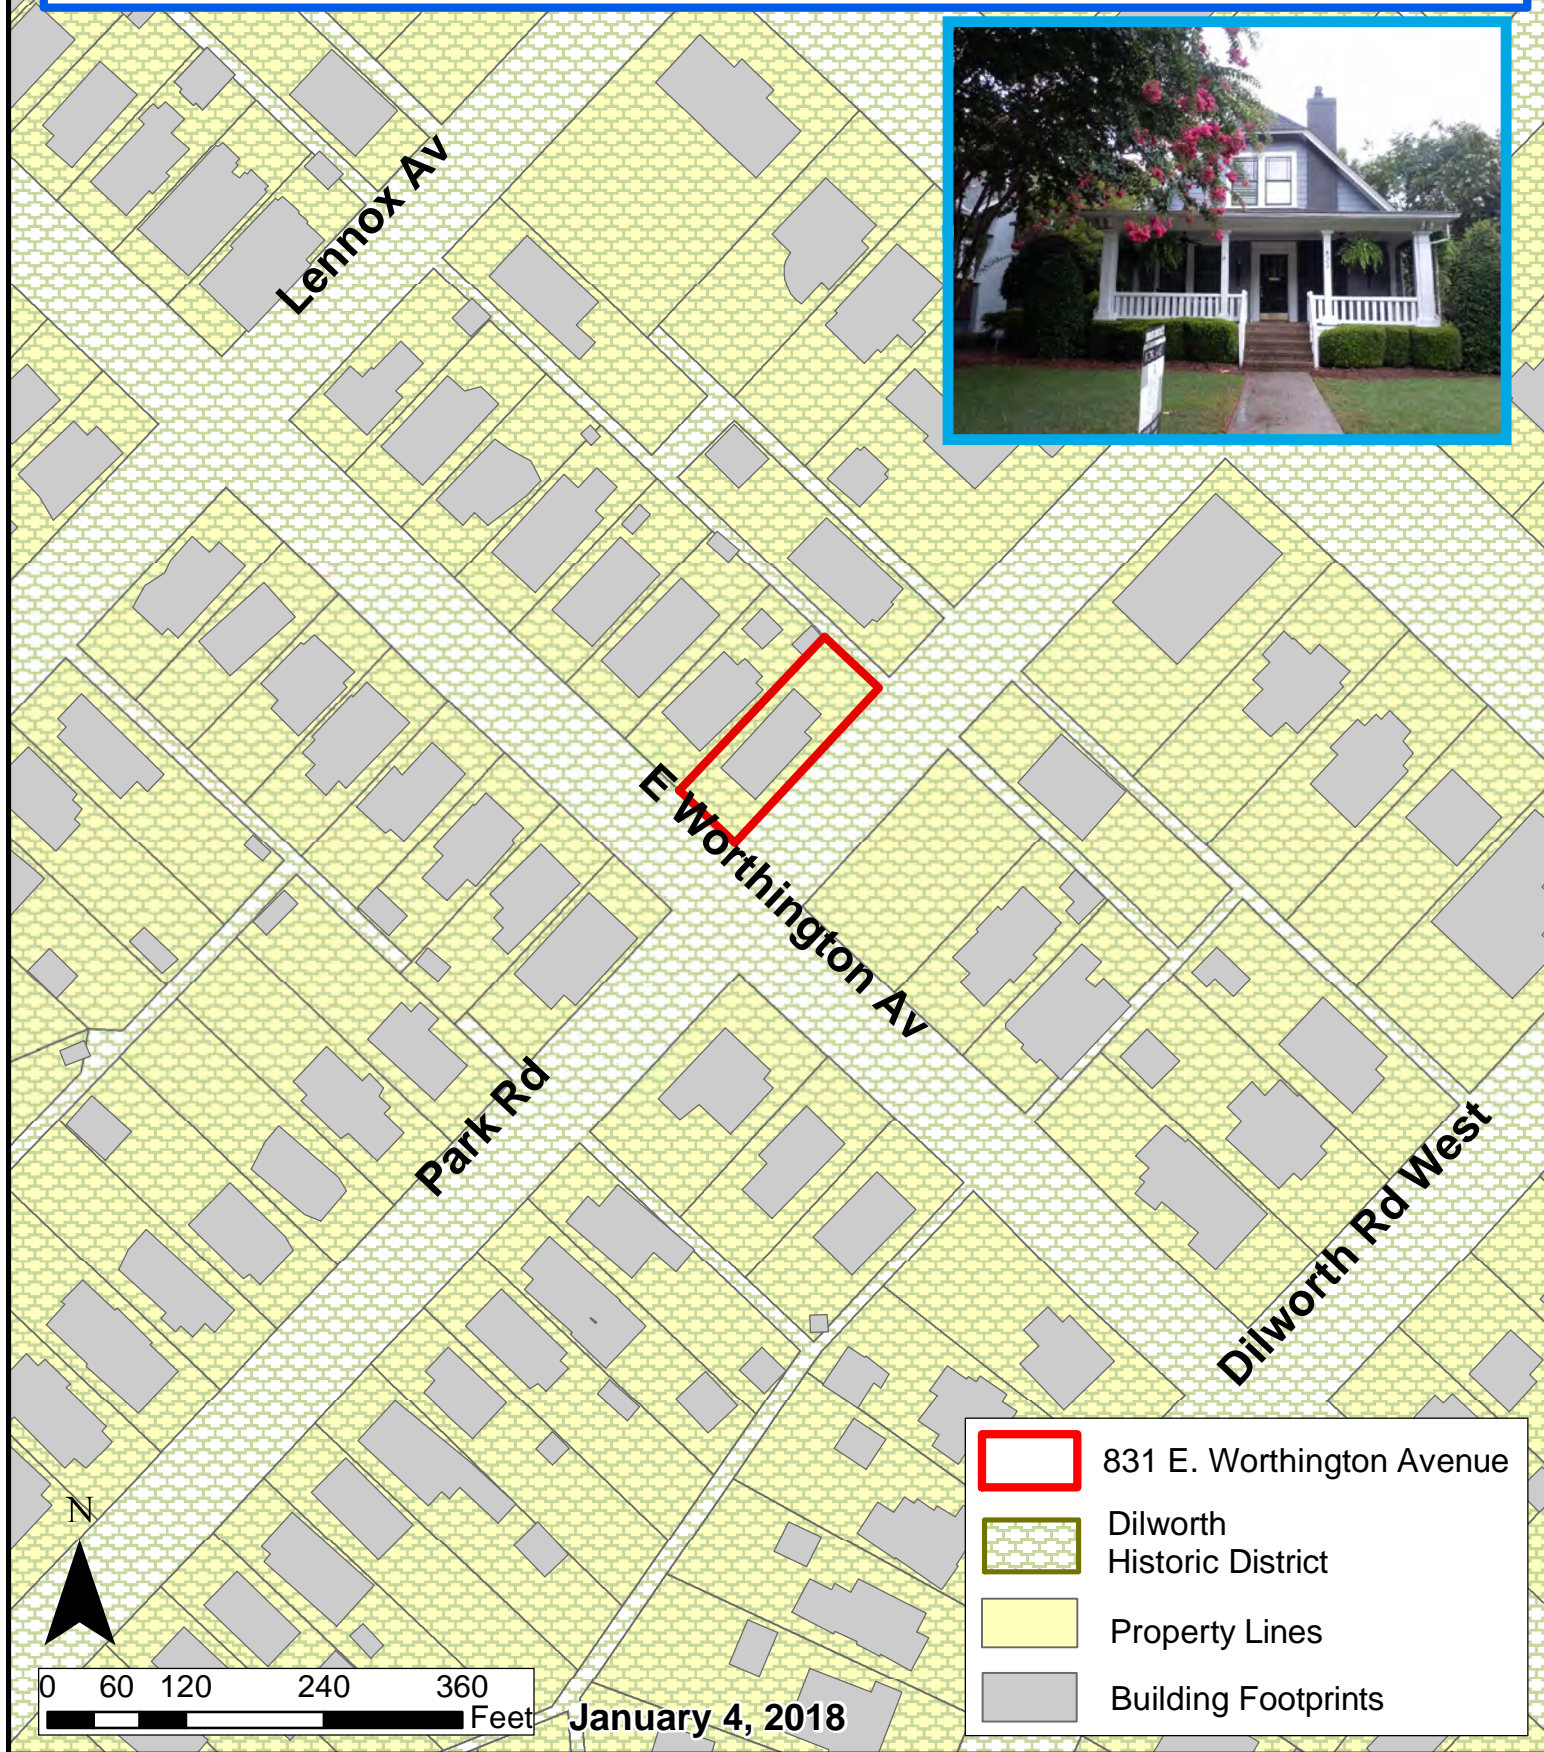 Lennox Av
E Worthington Av
Park Rd
Dilworth Rd West
831 E. Worthington Avenue
Dilworth
Historic District
Property Lines
Building Footprints
N
0 60 120 240 360
Feet
January 4, 2018